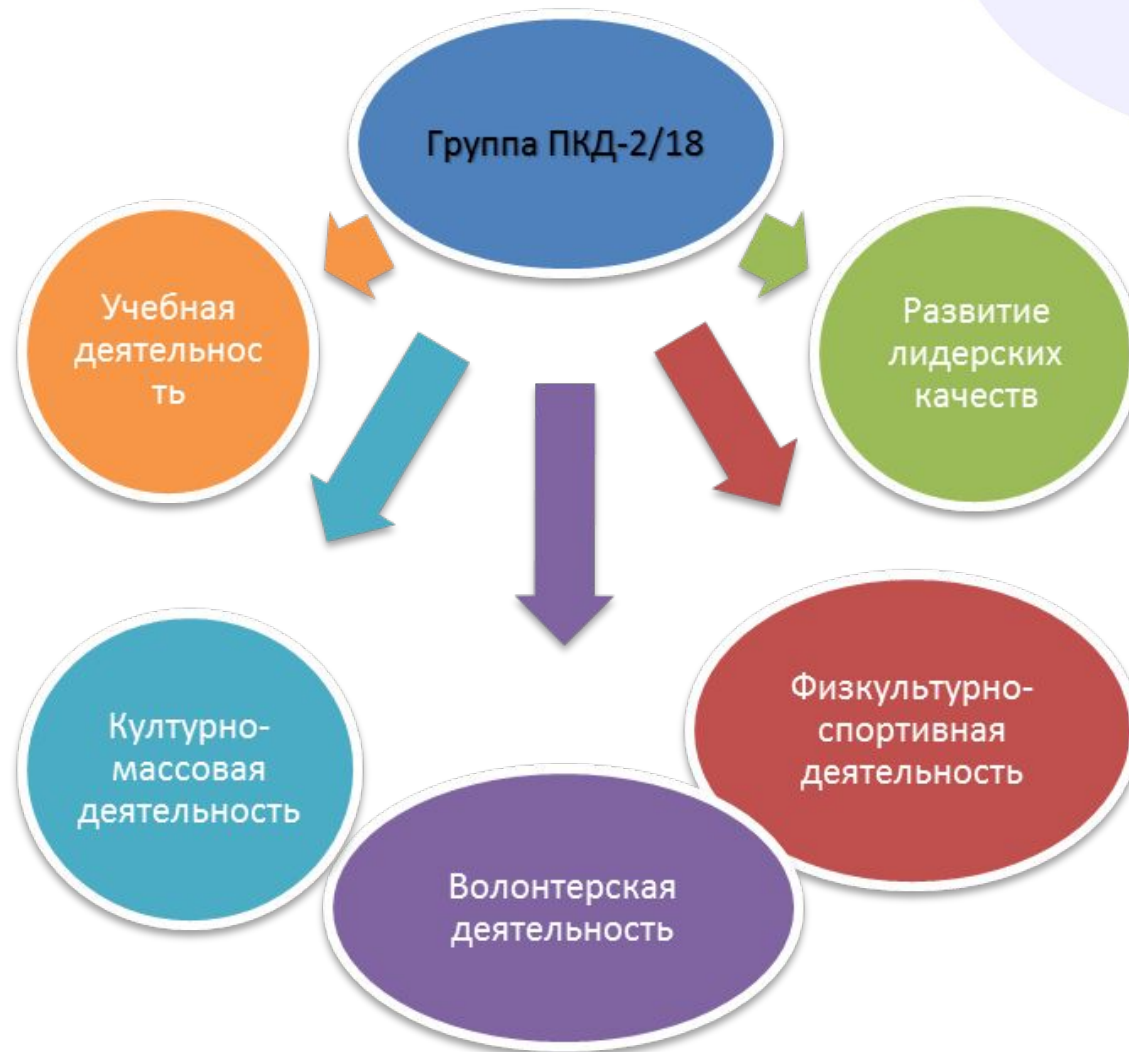 Группа ПКД-2/18
Учебная
деятельнос
ть
Развитие
лидерских
качеств
Културно-
массовая
деятельность
Физкультурно-
спортивная
деятельность
Волонтерская
деятельность